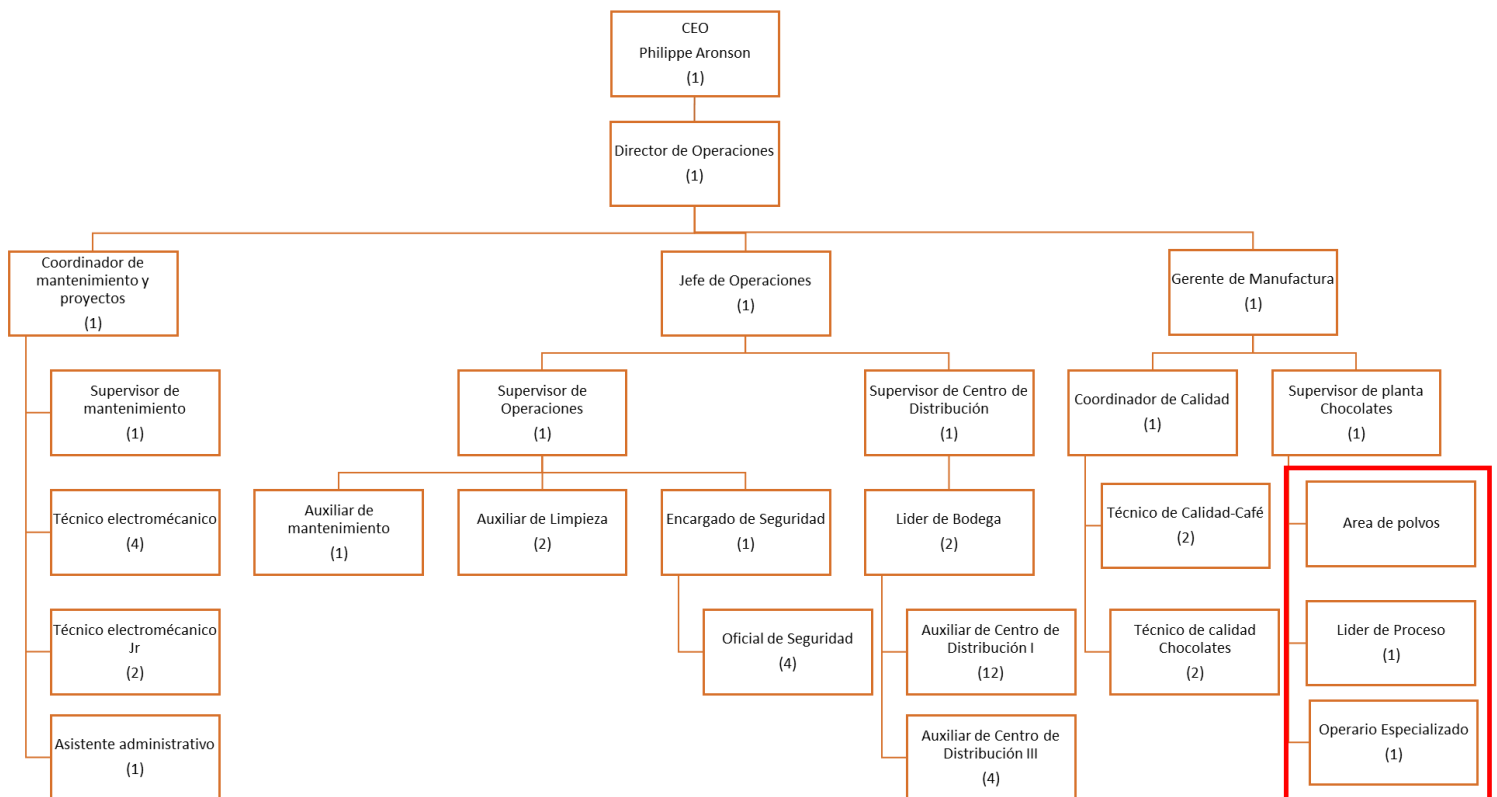 CEO
Philippe Aronson
(1)
Director de Operaciones
(1)
Coordinador de
mantenimiento y
proyectos
(1)
Jefe de Operaciones
(1)
Gerente de Manufactura
(1)
Supervisor de
mantenimiento
(1)
Supervisor de
Operaciones
(1)
Supervisor de Centro de
Distribución
(1)
Coordinador de Calidad
(1)
Supervisor de planta
Chocolates
(1)
Técnico electromécanico
(4)
Auxiliar de
mantenimiento
(1)
Auxiliar de Limpieza
(2)
Encargado de Seguridad
(1)
Lider de Bodega
(2)
Técnico de Calidad-Café
(2)
Area de polvos
Técnico electromécanico
Jr
(2)
Oficial de Seguridad
(4)
Auxiliar de Centro de
Distribución I
(12)
Técnico de calidad
Chocolates
(2)
Lider de Proceso
(1)
Asistente administrativo
(1)
Auxiliar de Centro de
Distribución III
(4)
Operario Especializado
(1)